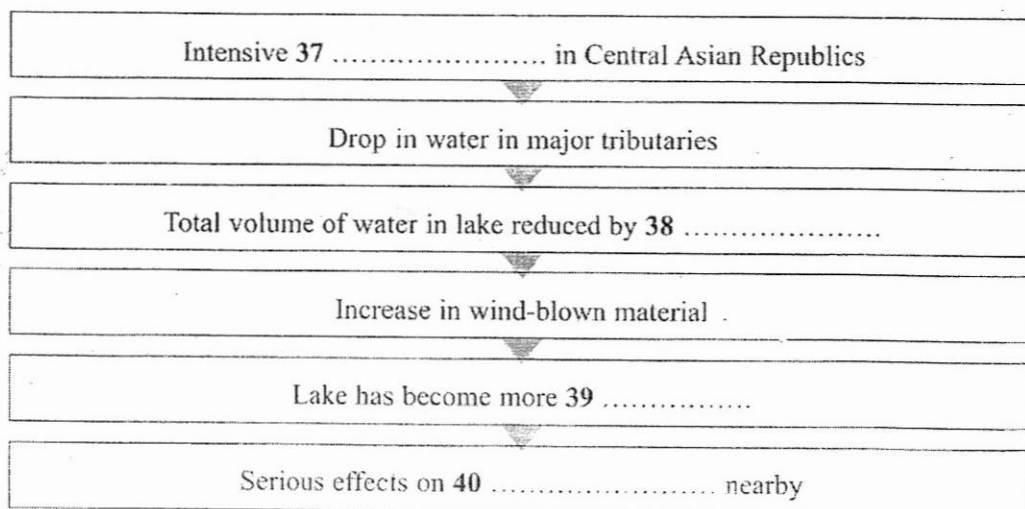 Intensive 37 ........................ in Central Asian Republics
Drop in water in major tributaries
Total volume of water in lake reduced by 38 .....................
Increase in wind-blown material .
Lake has become more 39 ................
Serious effects on 40 ........................ nearby